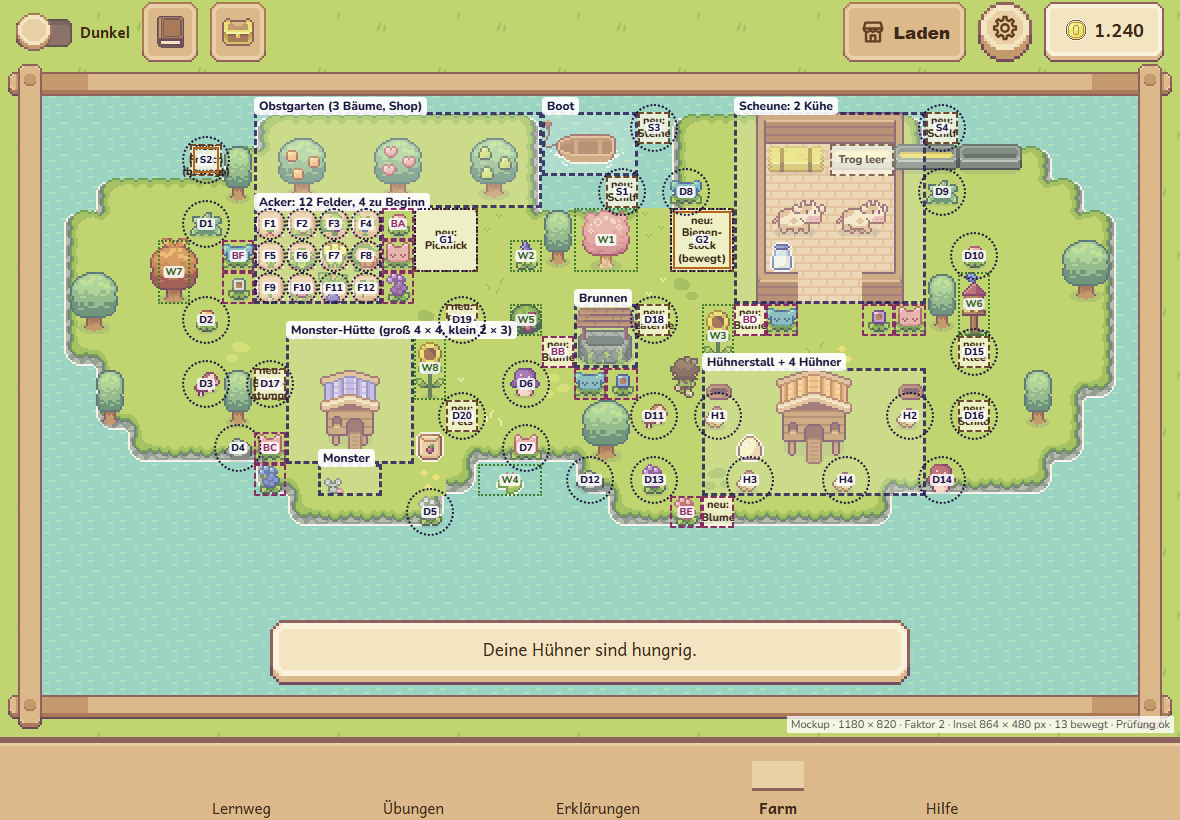 Dunkel
Laden
1.240
Obstgarten (3 Bäume, Shop)
Boot
Scheune: 2 Kühe
neu:
S3
neu:
S4
S2
Trog leer
neu:
S1
D8
D9
Acker: 12 Felder, 4 zu Beginn
D1
F1
F2
F3
F4
BA
neu:
G1
W1
neu:
Bienen-
G2
stock
(bewegt)
BF
F5
F6
F7
F8
W2
D10
W7
F9
F10
F11
F12
Brunnen
W6
D2
D19
W5
D18
W3
BD
Monster-Hütte (groß 4 × 4, klein 2 × 3)
BB
D15
Hühnerstall + 4 Hühner
W8
D3
D17
D6
D20
D11
H1
H2
D16
D4
BC
D7
Monster
W4
D12
D13
H3
H4
D14
D5
BE
neu:
Blume
Deine Hühner sind hungrig.
Mockup · 1180 × 820 · Faktor 2 · Insel 864 × 480 px · 13 bewegt · Prüfung ok
Lernweg
Übungen
Erklärungen
Farm
Hilfe